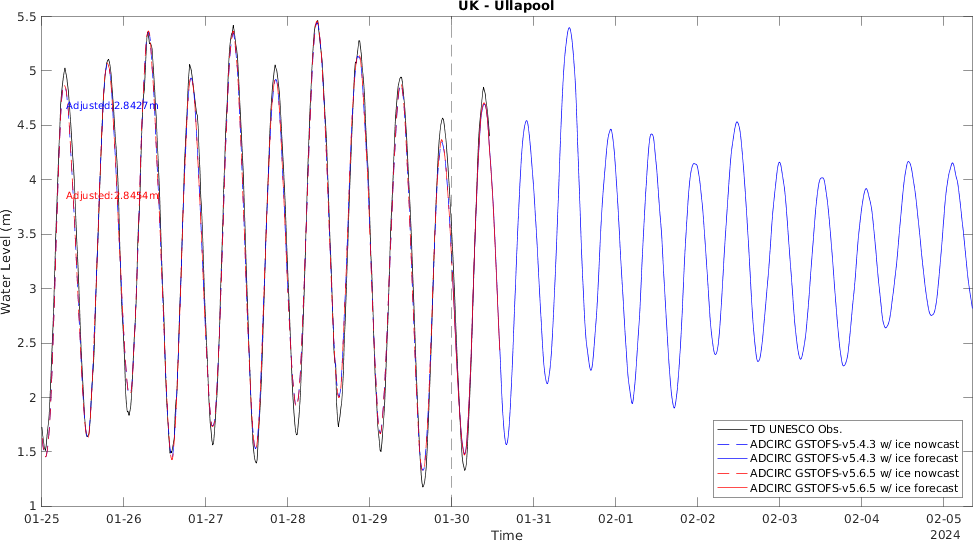 UK - Ullapool
5.5
5
4.5
4
3.5
3
2.5
2
1.5
1
Water Level (m)
Adjusted:2.8427m
Adjusted:2.8454m
TD UNESCO Obs.
ADCIRC GSTOFS-v5.4.3 w/ ice nowcast
ADCIRC GSTOFS-v5.4.3 w/ ice forecast
ADCIRC GSTOFS-v5.6.5 w/ ice nowcast
ADCIRC GSTOFS-v5.6.5 w/ ice forecast
01-25 01-26 01-27 01-28 01-29 01-30 01-31 02-01 02-02 02-03 02-04 02-05
2024
Time